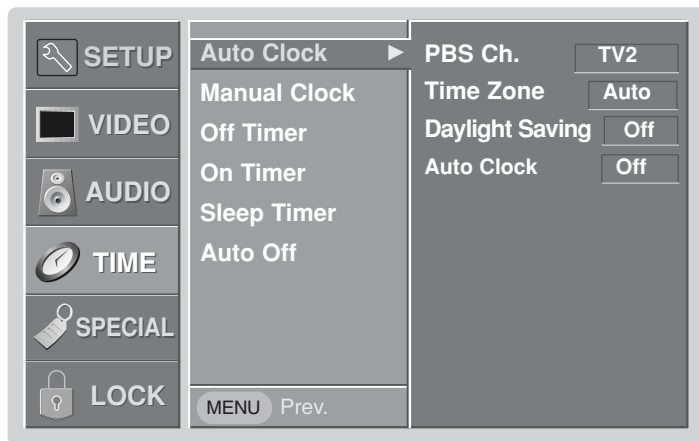 SETUP
VIDEO
AUDIO
TIME
SPECIAL
LOCK
Auto Clock
Manual Clock
Off Timer
On Timer
Sleep Timer
Auto Off
MENU Prev.
PBS Ch. TV2
Time Zone Auto
Daylight Saving Off
Auto Clock Off